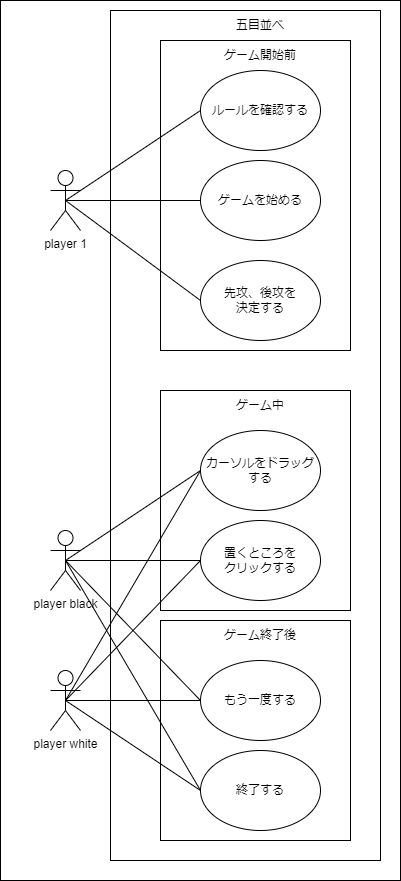 五目並べ
ゲーム開始前
ルールを確認する
ゲームを始める
player 1
先攻、後攻を
決定する
ゲーム中
カーソルをドラッグ
する
置くところを
クリックする
player black
ゲーム終了後
もう一度する
player white
終了する